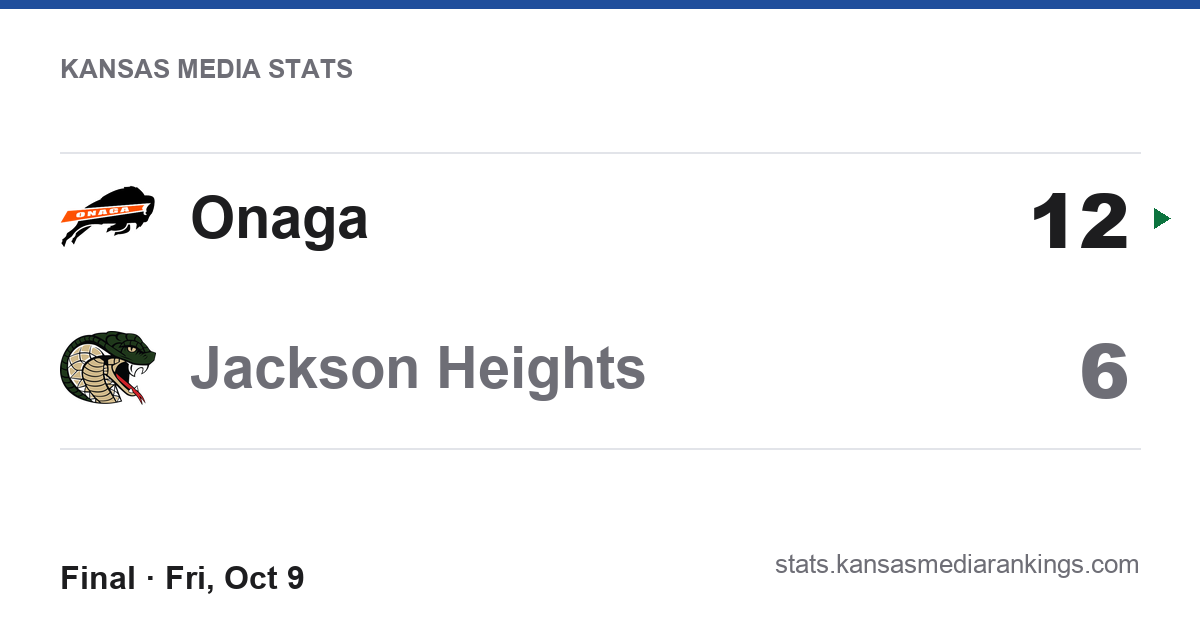 KANSAS MEDIA STATS
ONAGA
Onaga 12
Jackson Heights 6
Final · Fri, Oct 9
stats.kansasmediarankings.com